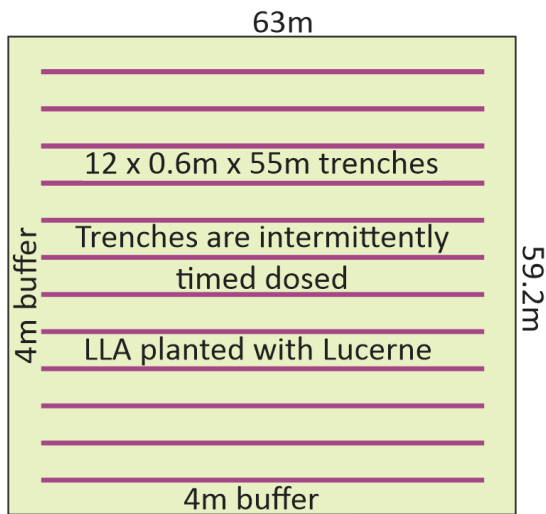 63m
12 x 0.6m x 55m trenches
Trenches are intermittently
timed dosed
4m buffer
59.2m
LLA planted with Lucerne
4m buffer